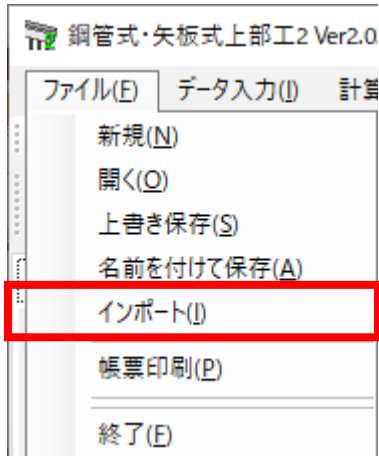 鋼管式・矢板式上部工2 Ver2.0.
ファイル(F) データ入力(I) 計算
新規(N)
開く(O)
上書き保存(S)
名前を付けて保存(A)
インポート(I)
帳票印刷(P)
終了(E)